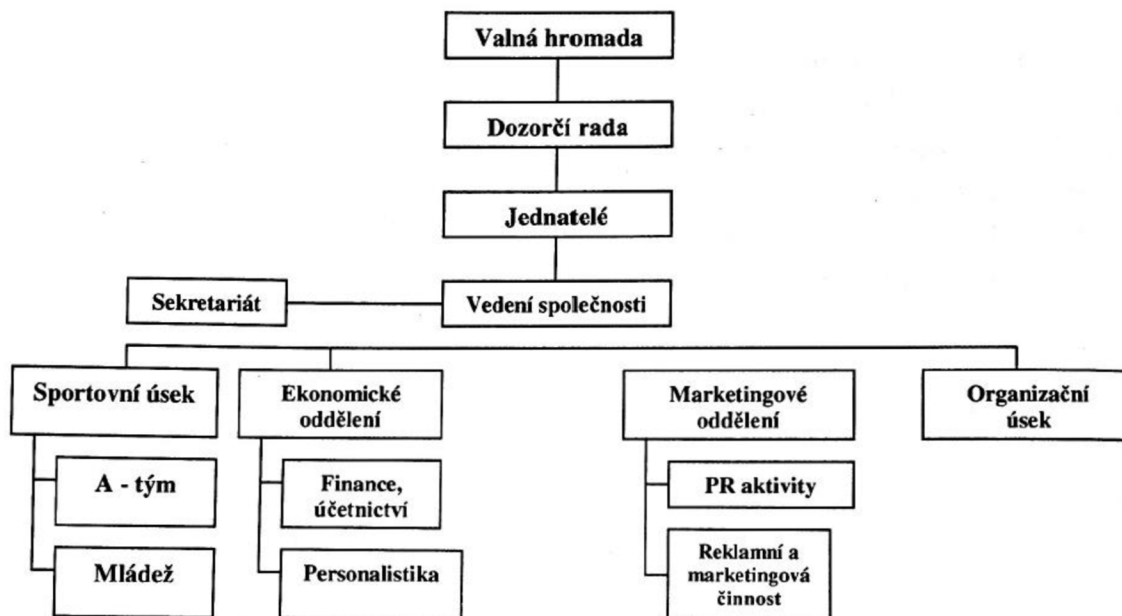 Valná hromada
Dozorčí rada
Jednatelé
Sekretariát
Vedení společnosti
Sportovní úsek
Ekonomické
oddělení
Marketingové
oddělení
Organizační
úsek
A - tým
Finance,
účetnictví
PR aktivity
Mládež
Personalistika
Reklamní a
marketingová
činnost